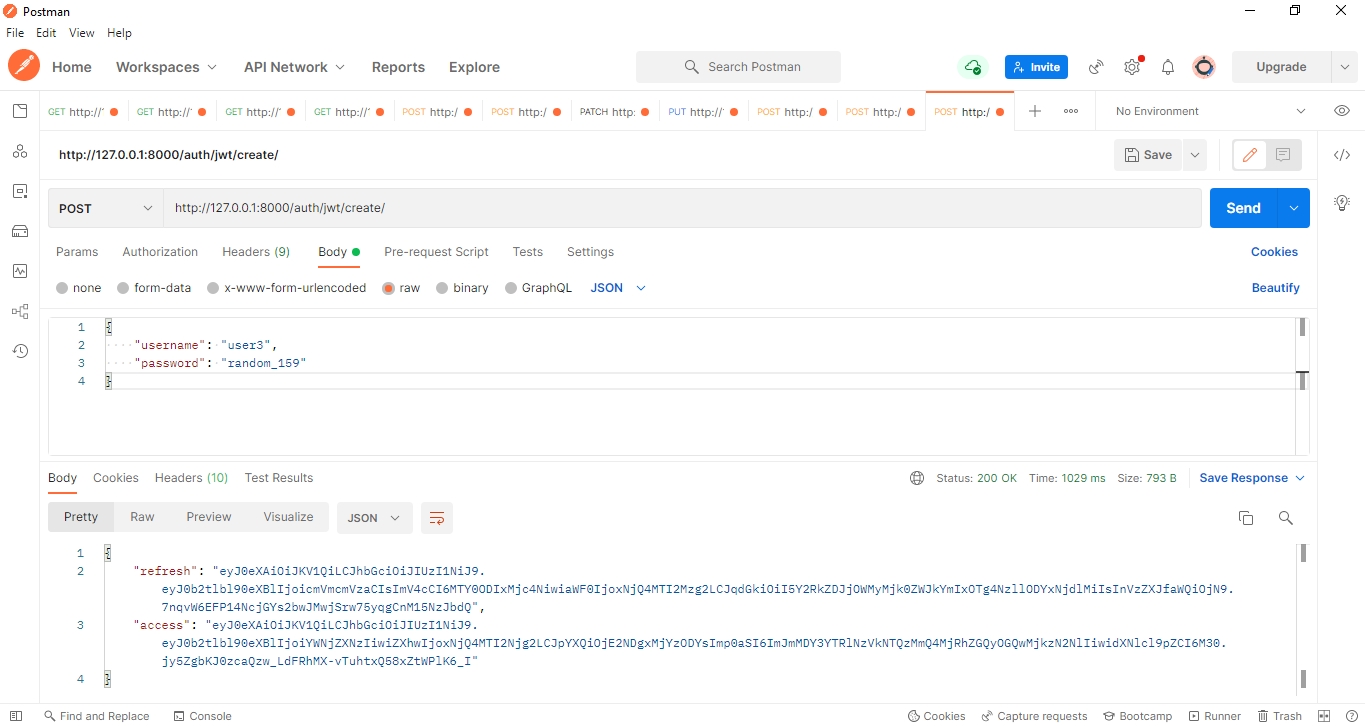 Postman
File Edit View Help
Home Workspaces API Network Reports Explore Search Postman Invite Upgrade
GET http://' GET http://' GET http://' GET http://' POST http:/ POST http:/ PATCH http: PUT http://' POST http:/ POST http:/ POST http:/ No Environment
http://127.0.0.1:8000/auth/jwt/create/ Save
POST http://127.0.0.1:8000/auth/jwt/create/ Send
Params Authorization Headers (9) Body Pre-request Script Tests Settings Cookies
none form-data x-www-form-urlencoded raw binary GraphQL JSON Beautify
1 {
2 "username": "user3",
3 "password": "random_159"
4 }
Body Cookies Headers (10) Test Results Status: 200 OK Time: 1029 ms Size: 793 B Save Response
Pretty Raw Preview Visualize JSON
1 {
2 "refresh": "eyJ0eXAiOiJKV1QiLCJhbGciOiJIUzI1NiJ9.
eyJ0b2tlbl90eXBlIjoicmVmcmVzaCIsImV4cCI6MTY0ODIxMjc4NiwiaWF0IjoxNjQ4MTI2Mzg2LCJqdGkiOiI5Y2RkZDJjOWMyMjk0ZWJkYmIxOTg4NzllODYxNjdlMiIsInVzZXJfaWQiOjN9.
7nqvW6EFP14NcjGYs2bwJMwjSrw75yqgCnM15NzJbdQ",
3 "access": "eyJ0eXAiOiJKV1QiLCJhbGciOiJIUzI1NiJ9.
eyJ0b2tlbl90eXBlIjoiYWNjZXNzIiwiZXhwIjoxNjQ4MTI2Njg2LCJpYXQiOjE2NDgxMjYzODYsImp0aSI6ImJmMDY3YTRlNzVkNTQzMmQ4MjRhZGQyOGQwMjkzN2NlIiwidXNlcl9pZCI6M30.
jy5ZgbKJ0zcaQzw_LdFRhMX-vTuhtxQ58xZtWPlK6_I"
4 }
Find and Replace Console Cookies Capture requests Bootcamp Runner Trash